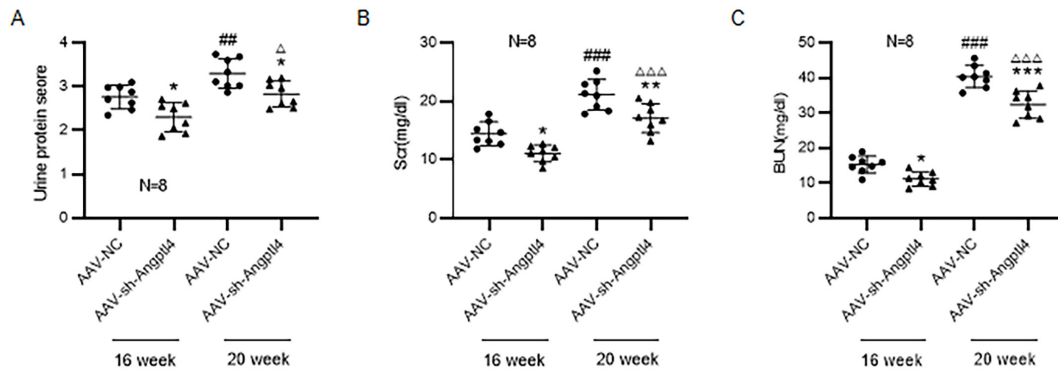 A
Urine protein seore
4
3
2
1
0
##
△
*
*
N=8
AAV-NC
AAV-sh-Angptl4
AAV-NC
AAV-sh-Angptl4
16 week
20 week
B
Scr(mg/dl)
30
20
10
0
N=8
###
△△△
**
*
AAV-NC
AAV-sh-Angptl4
AAV-NC
AAV-sh-Angptl4
16 week
20 week
C
BUN(mg/dl)
50
40
30
20
10
0
N=8
###
△△△
***
*
AAV-NC
AAV-sh-Angptl4
AAV-NC
AAV-sh-Angptl4
16 week
20 week